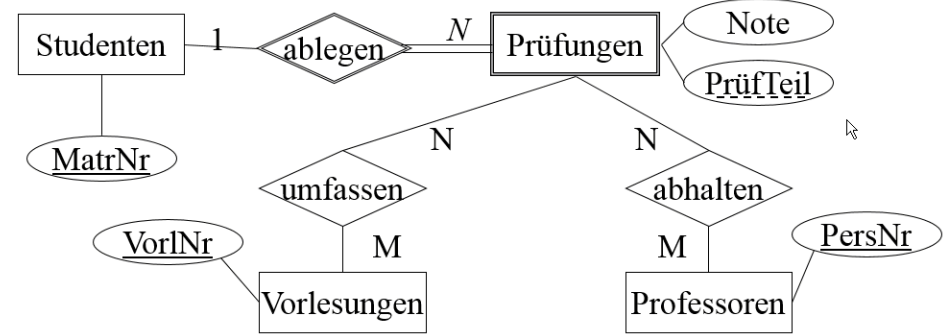 Studenten
1
ablegen
N
Prüfungen
Note
PrüfTeil
MatrNr
N
N
umfassen
abhalten
VorlNr
M
M
PersNr
Vorlesungen
Professoren